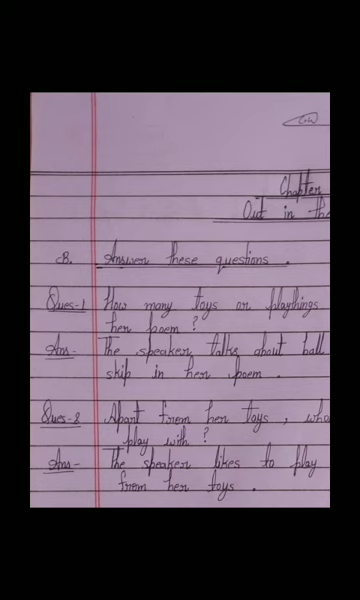 CW
Chapter
Out in the
B. Answer these questions.
Ques-1 How many toys or playthings
her poem?
Ans- The speaker talks about ball
skip in her poem.
Ques-2 Apart from her toys, who
play with?
Ans- The speaker likes to play
from her toys.